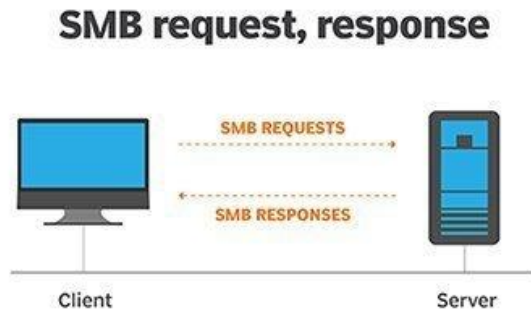 SMB request, response
SMB REQUESTS
SMB RESPONSES
Client
Server